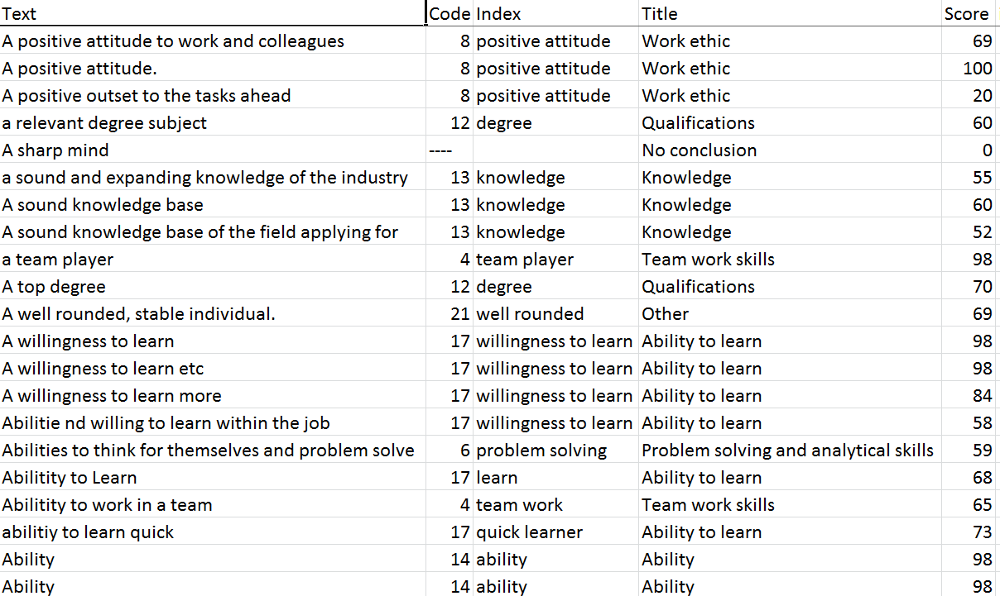 Text Code Index Title Score
A positive attitude to work and colleagues 8 positive attitude Work ethic 69
A positive attitude. 8 positive attitude Work ethic 100
A positive outset to the tasks ahead 8 positive attitude Work ethic 20
a relevant degree subject 12 degree Qualifications 60
A sharp mind ---- No conclusion 0
a sound and expanding knowledge of the industry 13 knowledge Knowledge 55
A sound knowledge base 13 knowledge Knowledge 60
A sound knowledge base of the field applying for 13 knowledge Knowledge 52
a team player 4 team player Team work skills 98
A top degree 12 degree Qualifications 70
A well rounded, stable individual. 21 well rounded Other 69
A willingness to learn 17 willingness to learn Ability to learn 98
A willingness to learn etc 17 willingness to learn Ability to learn 98
A willingness to learn more 17 willingness to learn Ability to learn 84
Abilitie nd willing to learn within the job 17 willingness to learn Ability to learn 58
Abilities to think for themselves and problem solve 6 problem solving Problem solving and analytical skills 59
Abilitity to Learn 17 learn Ability to learn 68
Abilitity to work in a team 4 team work Team work skills 65
abilitiy to learn quick 17 quick learner Ability to learn 73
Ability 14 ability Ability 98
Ability 14 ability Ability 98